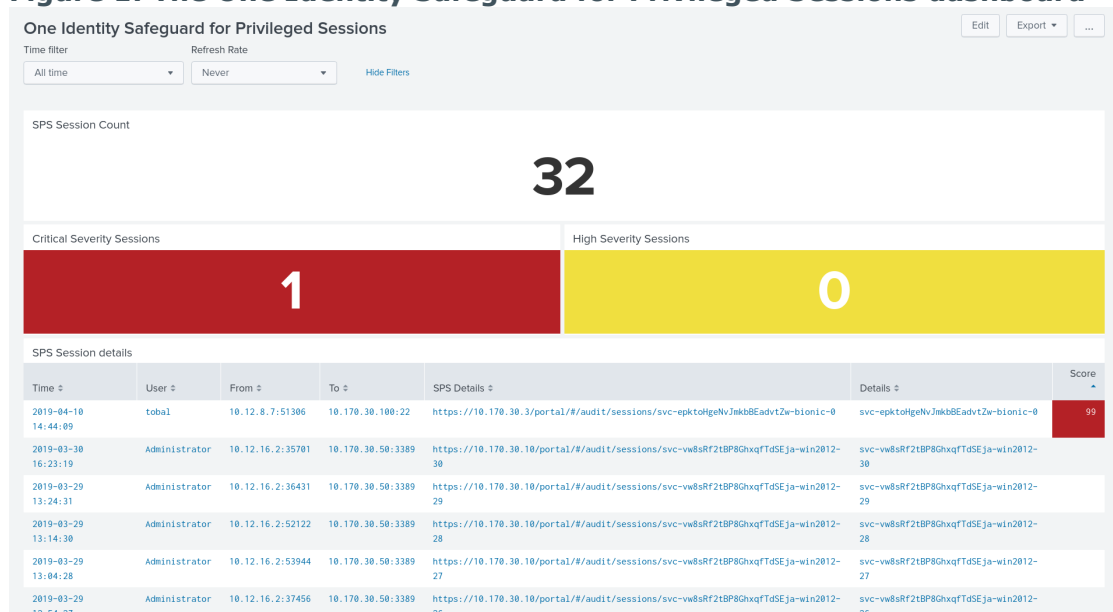 Figure 1: The One Identity Safeguard for Privileged Sessions dashboard
One Identity Safeguard for Privileged Sessions
Edit Export ...
Time filter Refresh Rate
All time Never Hide Filters
SPS Session Count
32
Critical Severity Sessions High Severity Sessions
1 0
SPS Session details
Score
Time User From To SPS Details Details
2019-04-10 tobal 10.12.8.7:51306 10.170.30.100:22 https://10.170.30.3/portal/#/audit/sessions/svc-epktoHgeNvJmkbBEadvtZw-bionic-0 svc-epktoHgeNvJmkbBEadvtZw-bionic-0 99
14:44:09
2019-03-30 Administrator 10.12.16.2:35701 10.170.30.50:3389 https://10.170.30.10/portal/#/audit/sessions/svc-vw8sRf2tBP8GhxqfTdSEja-win2012- svc-vw8sRf2tBP8GhxqfTdSEja-win2012-
16:23:19 30 30
2019-03-29 Administrator 10.12.16.2:36431 10.170.30.50:3389 https://10.170.30.10/portal/#/audit/sessions/svc-vw8sRf2tBP8GhxqfTdSEja-win2012- svc-vw8sRf2tBP8GhxqfTdSEja-win2012-
13:24:31 29 29
2019-03-29 Administrator 10.12.16.2:52122 10.170.30.50:3389 https://10.170.30.10/portal/#/audit/sessions/svc-vw8sRf2tBP8GhxqfTdSEja-win2012- svc-vw8sRf2tBP8GhxqfTdSEja-win2012-
13:14:30 28 28
2019-03-29 Administrator 10.12.16.2:53944 10.170.30.50:3389 https://10.170.30.10/portal/#/audit/sessions/svc-vw8sRf2tBP8GhxqfTdSEja-win2012- svc-vw8sRf2tBP8GhxqfTdSEja-win2012-
13:04:28 27 27
2019-03-29 Administrator 10.12.16.2:37456 10.170.30.50:3389 https://10.170.30.10/portal/#/audit/sessions/svc-vw8sRf2tBP8GhxqfTdSEja-win2012- svc-vw8sRf2tBP8GhxqfTdSEja-win2012-